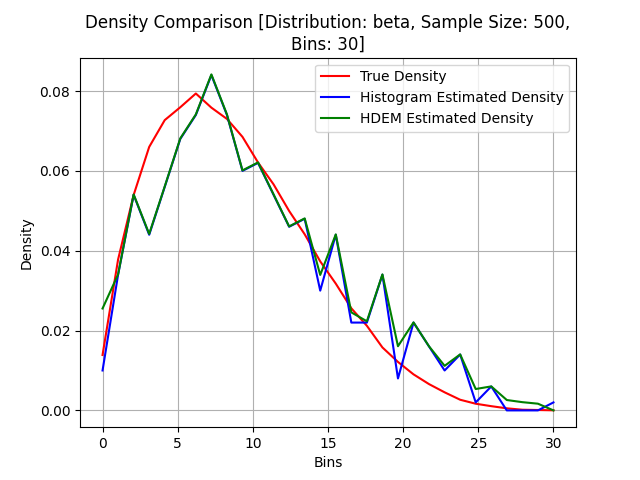 Density Comparison [Distribution: beta, Sample Size: 500,
Bins: 30]
True Density
Histogram Estimated Density
HDEM Estimated Density
Density
0.08
0.06
0.04
0.02
0.00
0 5 10 15 20 25 30
Bins